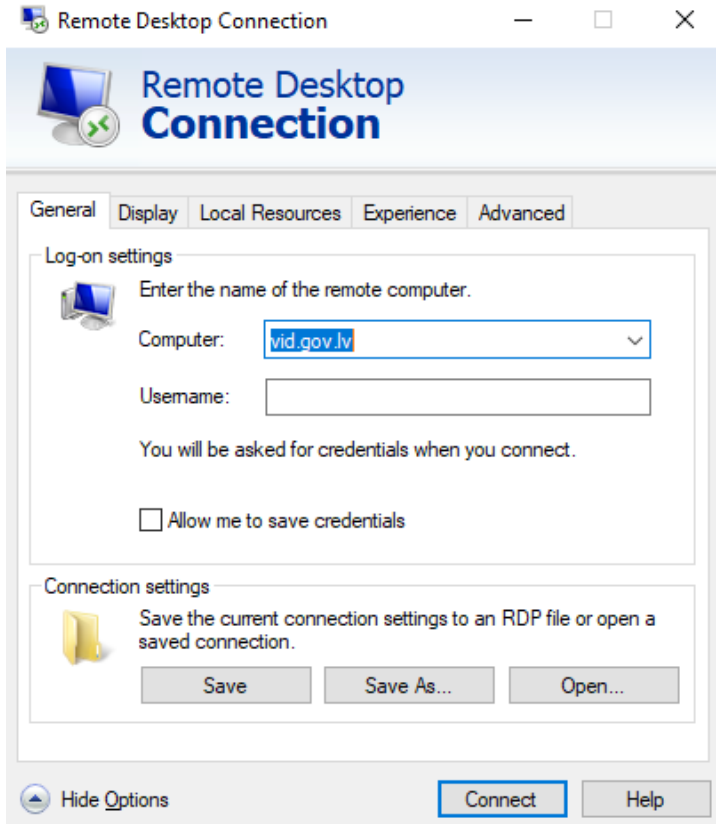 Remote Desktop Connection
Remote Desktop
Connection
General Display Local Resources Experience Advanced
Log-on settings
Enter the name of the remote computer.
Computer: vid.gov.lv
Username:
You will be asked for credentials when you connect.
Allow me to save credentials
Connection settings
Save the current connection settings to an RDP file or open a
saved connection.
Save Save As... Open...
Hide Options Connect Help